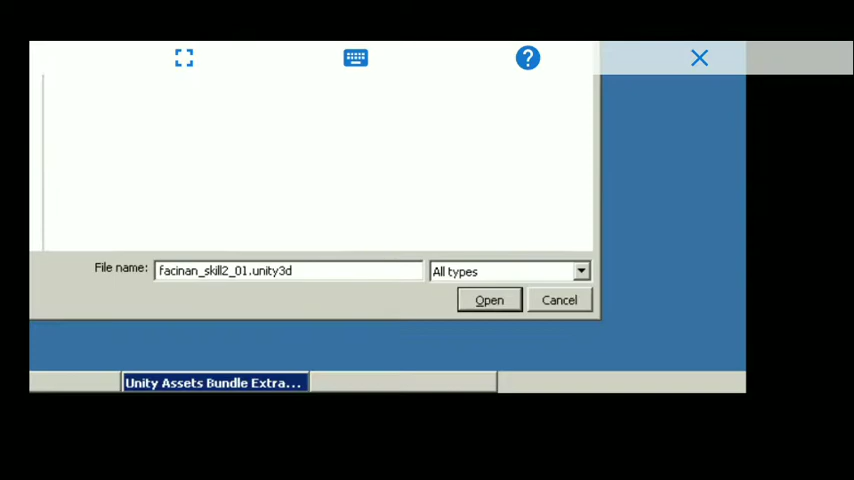 File name: facinan_skill2_01.unity3d All types
Open Cancel
Unity Assets Bundle Extra...